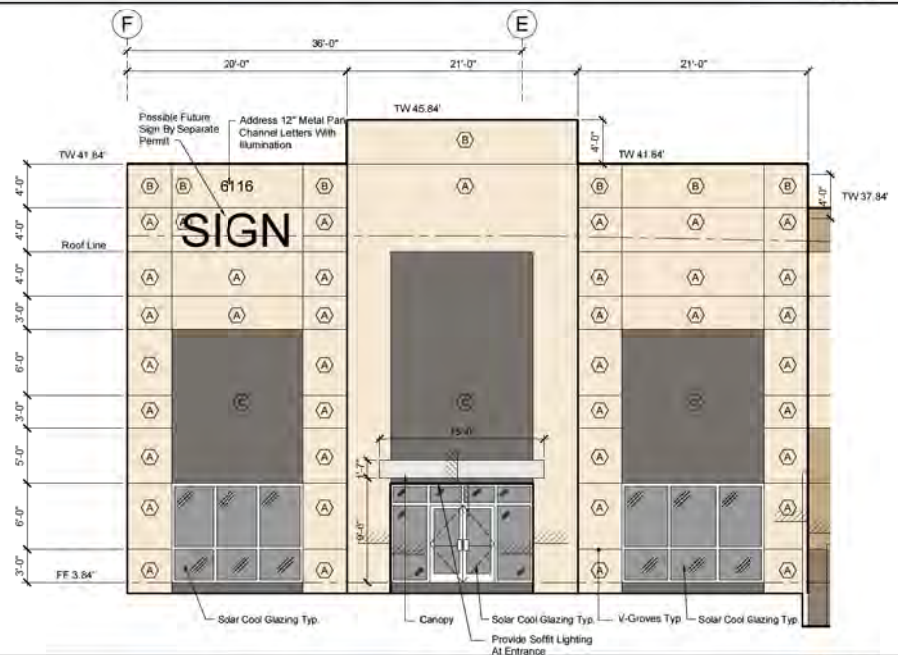 F
E
36'-0"
20'-0"
21'-0"
21'-0"
TW 45.84'
Possible Future
Sign By Separate
Permit
Address 12" Metal Pan
Channel Letters With
Illumination
B
4'-0"
TW 41.84'
TW 41.84'
B
B
6116
B
A
B
B
B
4'-0"
4'-0"
TW 37.84'
A
A
SIGN
A
A
A
A
4'-0"
Roof Line
A
A
A
A
A
A
4'-0"
A
A
A
A
A
A
3'-0"
A
A
A
A
6'-0"
A
C
A
C
A
C
A
3'-0"
15'-0"
A
A
A
A
5'-0"
A
A
A
A
6'-0"
9'-0"
A
A
A
A
3'-0"
FF 3.84'
Solar Cool Glazing Typ.
Canopy
Solar Cool Glazing Typ.
V-Groves Typ.
Solar Cool Glazing Typ.
Provide Soffit Lighting
At Entrance